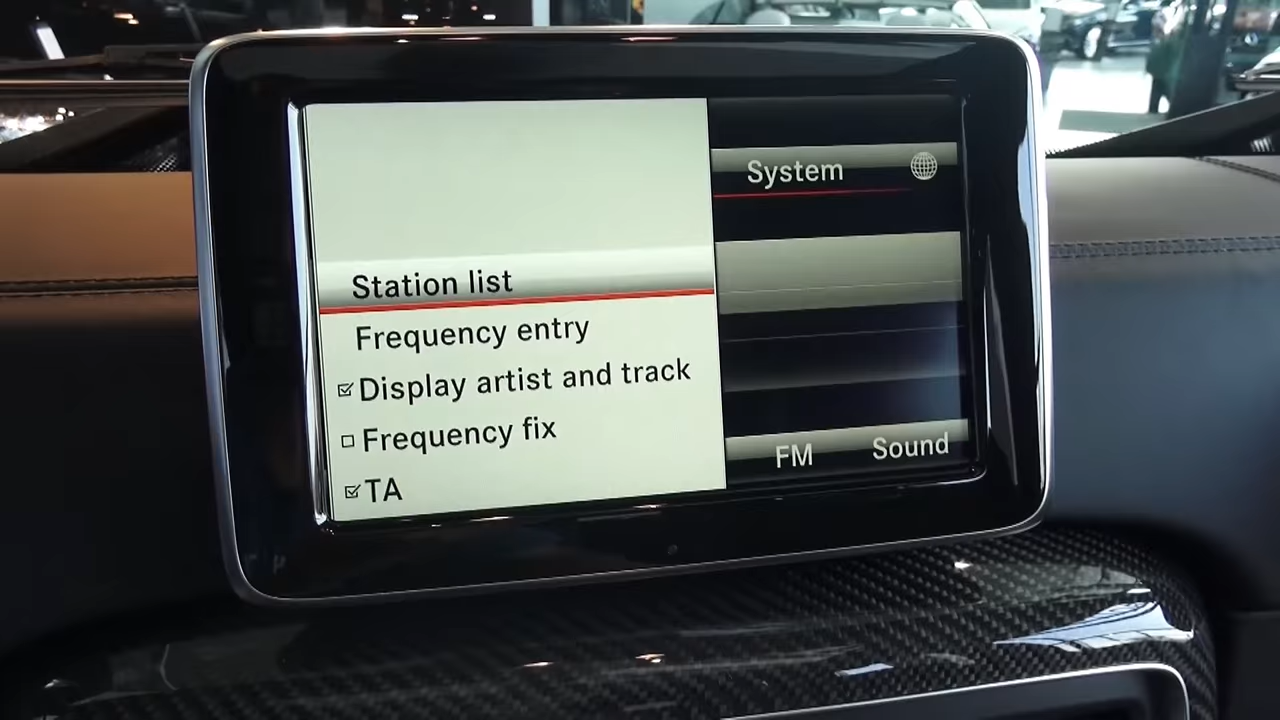 System
Station list
Frequency entry
Display artist and track
Frequency fix
TA
FM
Sound